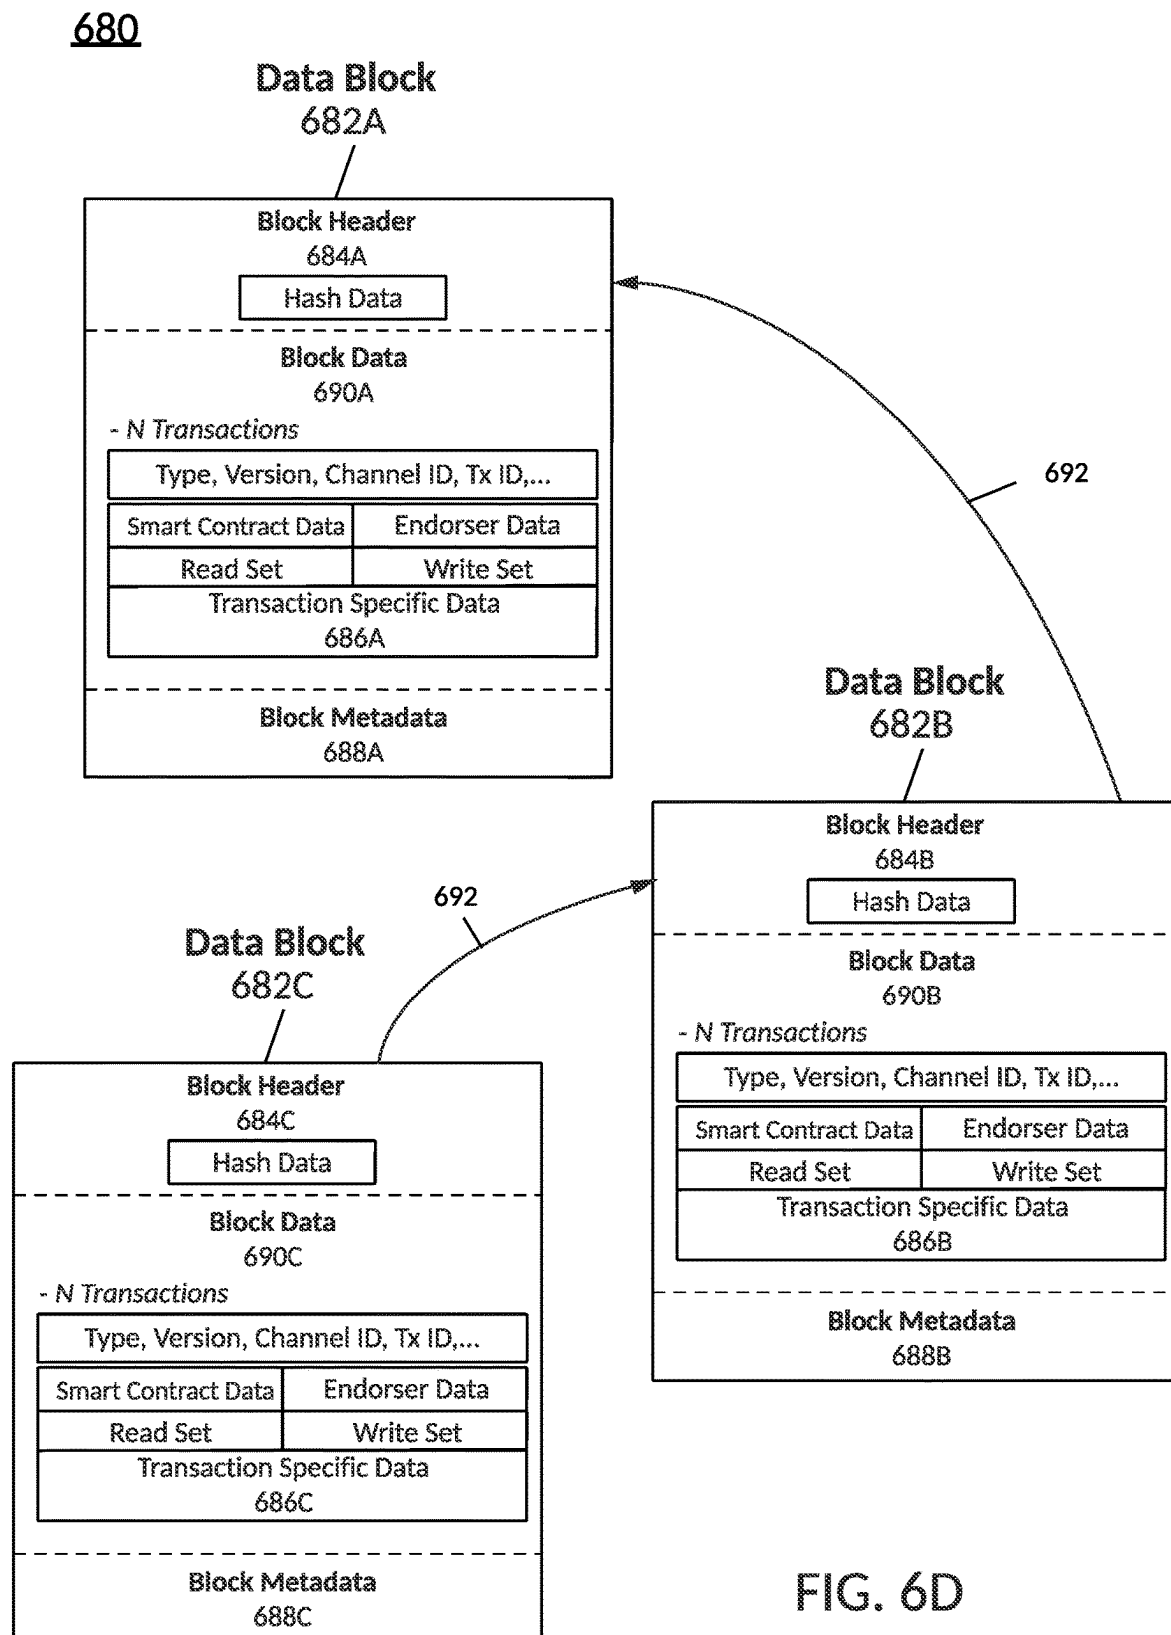 680
Data Block
682A
Block Header
684A
Hash Data
Block Data
690A
- N Transactions
Type, Version, Channel ID, Tx ID,...
Smart Contract Data
Endorser Data
Read Set
Write Set
Transaction Specific Data
686A
Block Metadata
688A
692
Data Block
682B
Block Header
684B
Hash Data
Block Data
690B
- N Transactions
Type, Version, Channel ID, Tx ID,...
Smart Contract Data
Endorser Data
Read Set
Write Set
Transaction Specific Data
686B
Block Metadata
688B
692
Data Block
682C
Block Header
684C
Hash Data
Block Data
690C
- N Transactions
Type, Version, Channel ID, Tx ID,...
Smart Contract Data
Endorser Data
Read Set
Write Set
Transaction Specific Data
686C
Block Metadata
688C
FIG. 6D